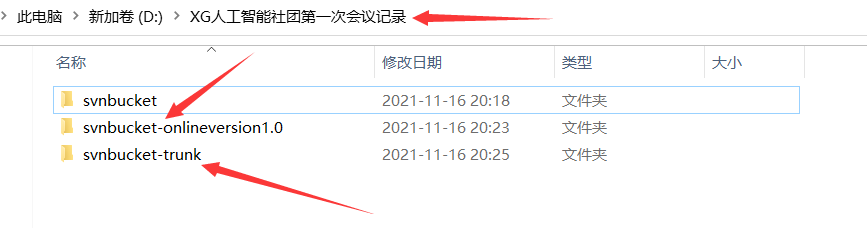 此电脑 > 新加卷 (D:) > XG人工智能社团第一次会议记录
名称 修改日期 类型 大小
svnbucket 2021-11-16 20:18 文件夹
svnbucket-onlineversion1.0 2021-11-16 20:23 文件夹
svnbucket-trunk 2021-11-16 20:25 文件夹